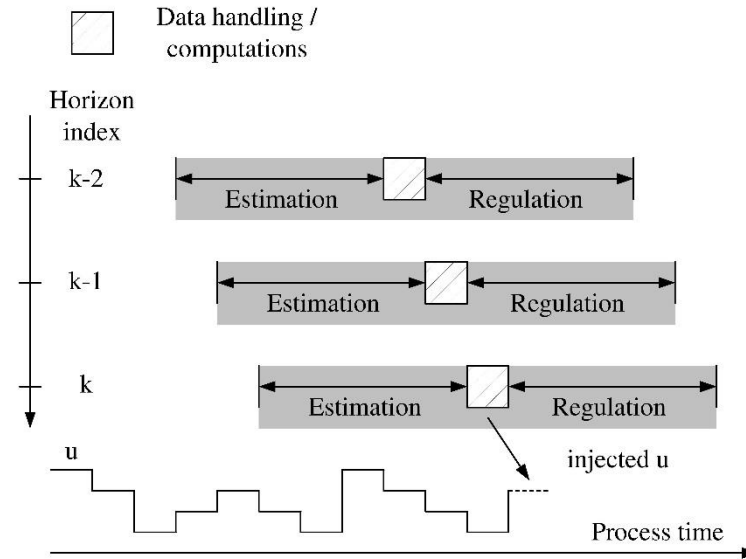 Data handling /
computations
Horizon
index
k-2
Estimation
Regulation
k-1
Estimation
Regulation
k
Estimation
Regulation
u
injected u
Process time